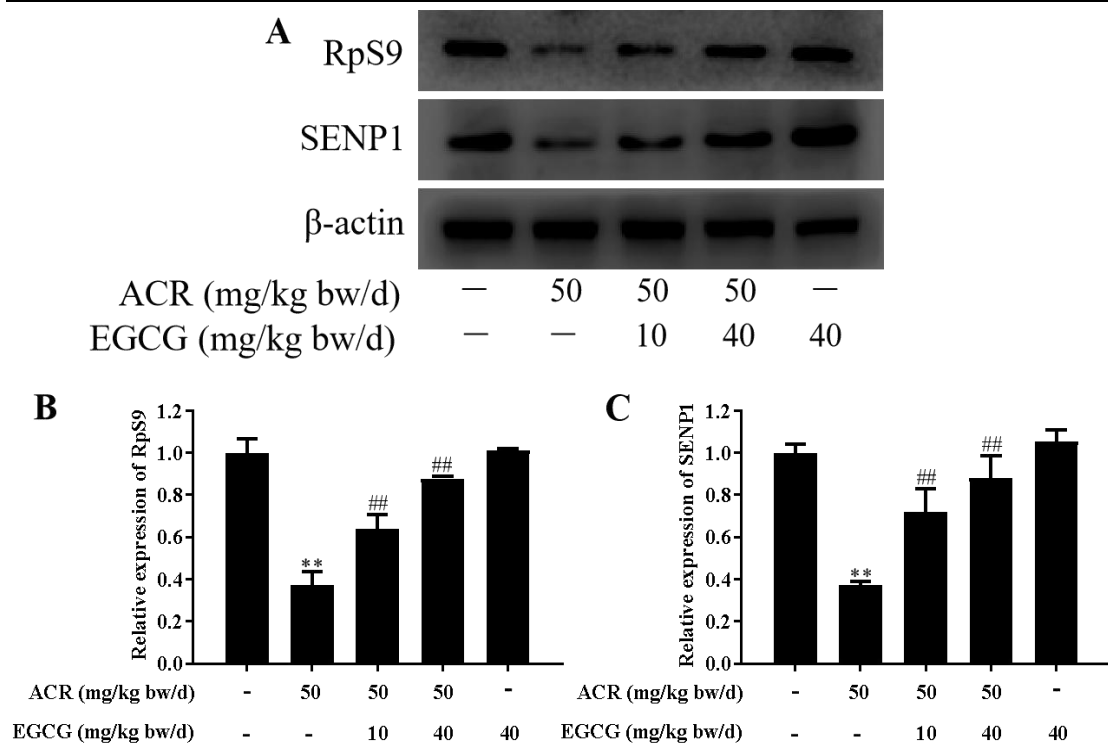 A
RpS9
SENP1
β-actin
ACR (mg/kg bw/d) — 50 50 50 —
EGCG (mg/kg bw/d) — — 10 40 40
B
Relative expression of RpS9
1.2
1.0
0.8
0.6
0.4
0.2
0.0
**
##
##
ACR (mg/kg bw/d) - 50 50 50 -
EGCG (mg/kg bw/d) - - 10 40 40
C
Relative expression of SENP1
1.2
1.0
0.8
0.6
0.4
0.2
0.0
**
##
##
ACR (mg/kg bw/d) - 50 50 50 -
EGCG (mg/kg bw/d) - - 10 40 40